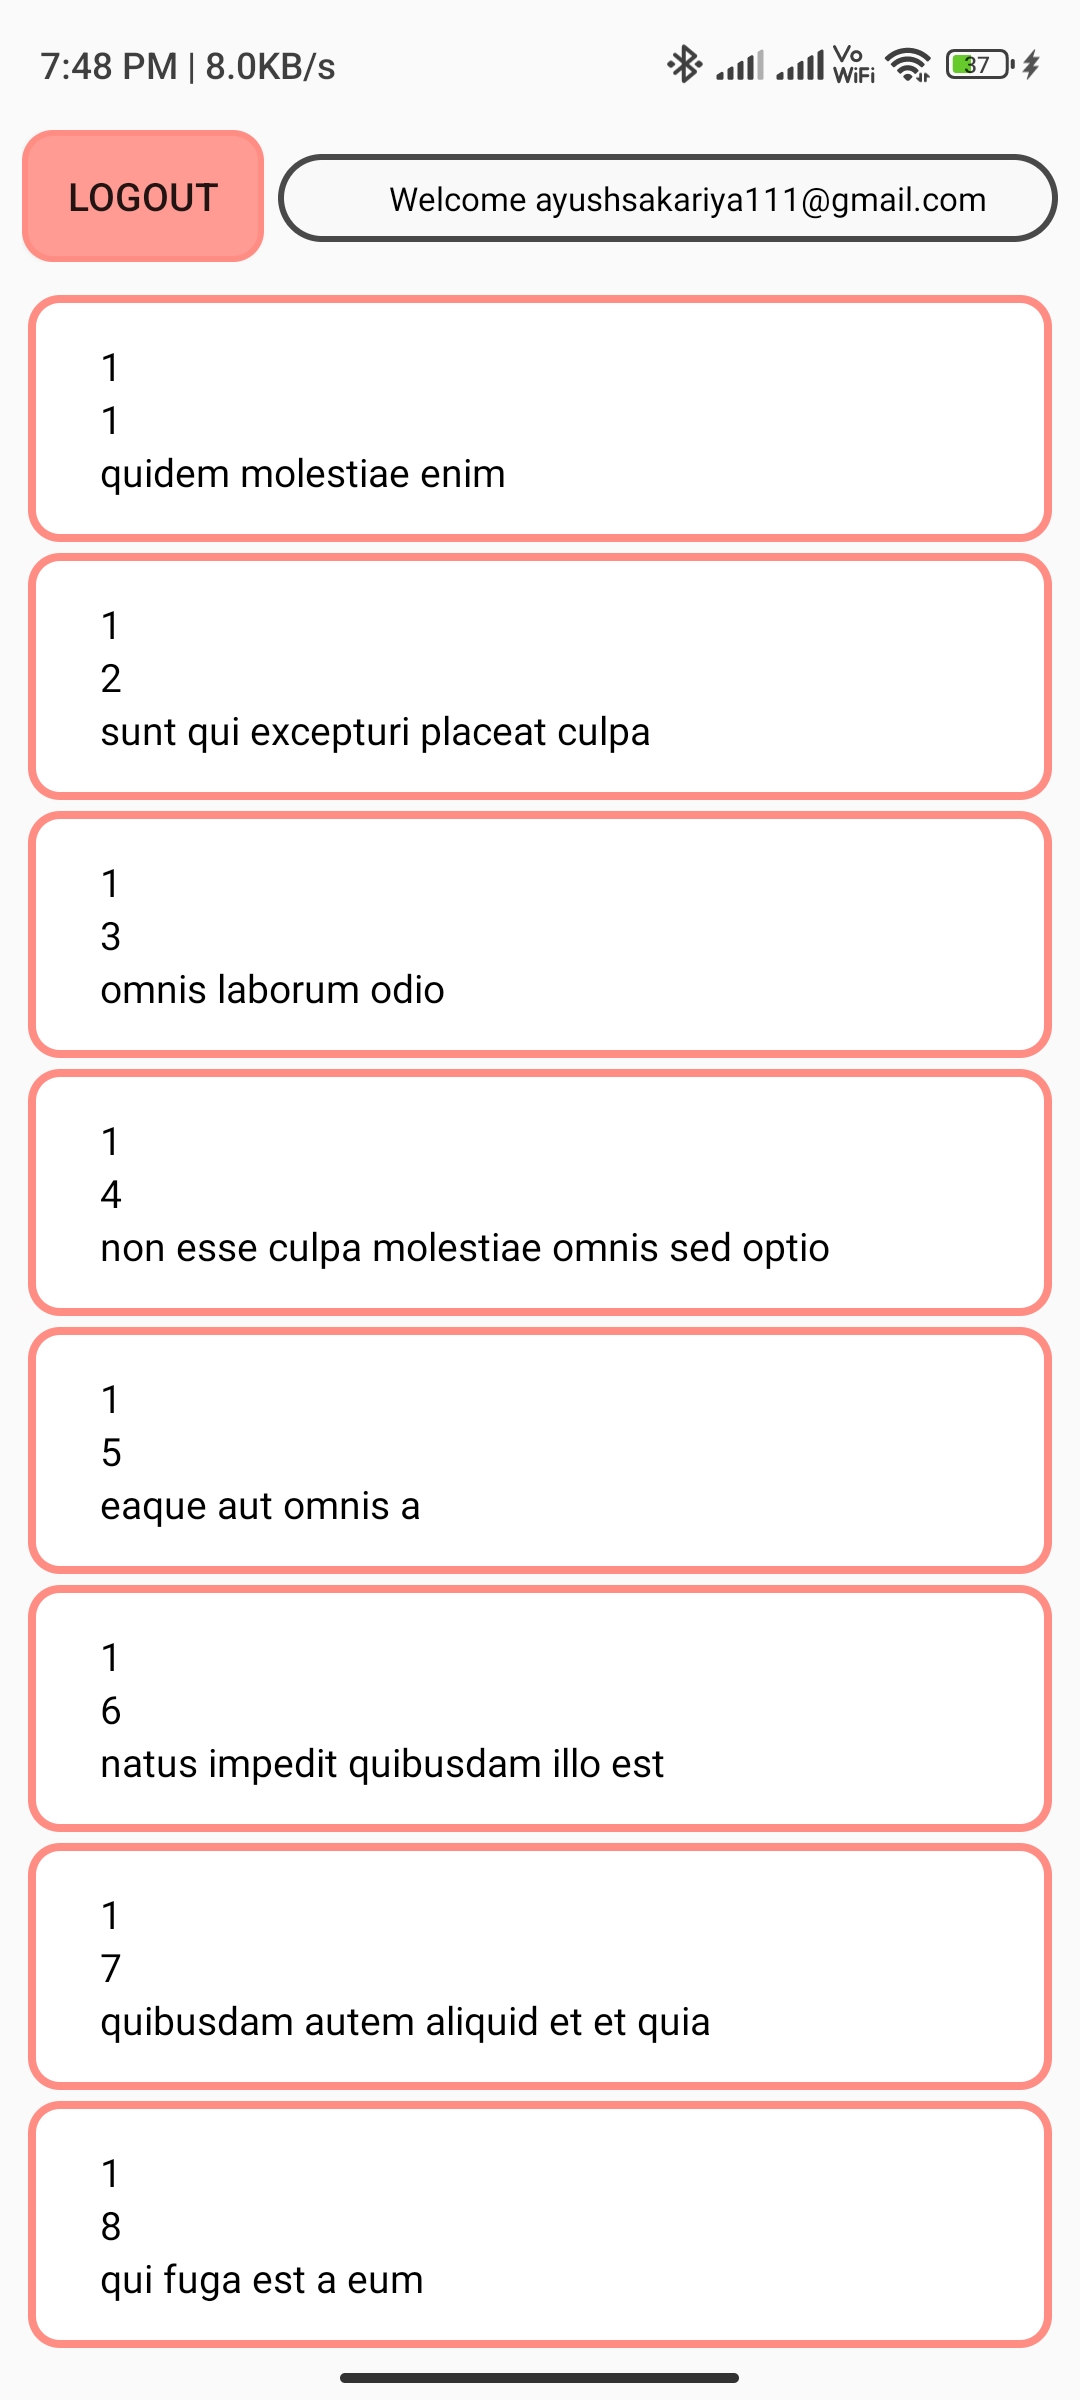 7:48 PM | 8.0KB/s Vo WiFi 37
LOGOUT
Welcome ayushsakariya111@gmail.com
1
1
quidem molestiae enim
1
2
sunt qui excepturi placeat culpa
1
3
omnis laborum odio
1
4
non esse culpa molestiae omnis sed optio
1
5
eaque aut omnis a
1
6
natus impedit quibusdam illo est
1
7
quibusdam autem aliquid et et quia
1
8
qui fuga est a eum